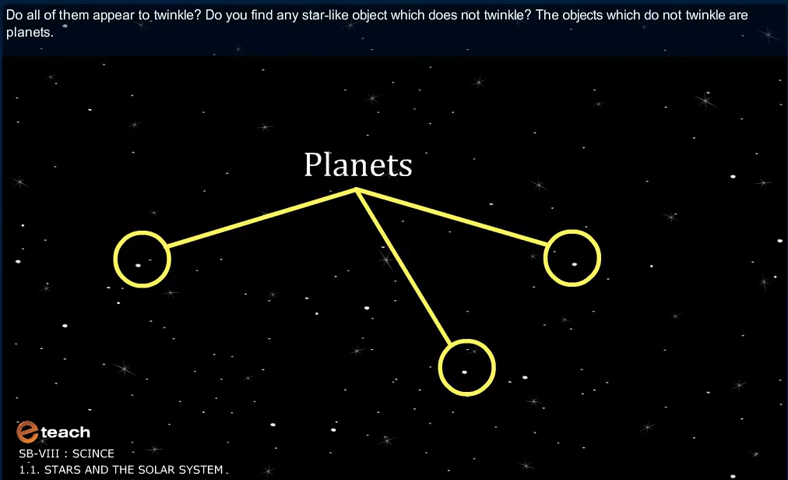 Do all of them appear to twinkle? Do you find any star-like object which does not twinkle? The objects which do not twinkle are
planets.
Planets
eteach
SB-VIII : SCINCE
1.1. STARS AND THE SOLAR SYSTEM.